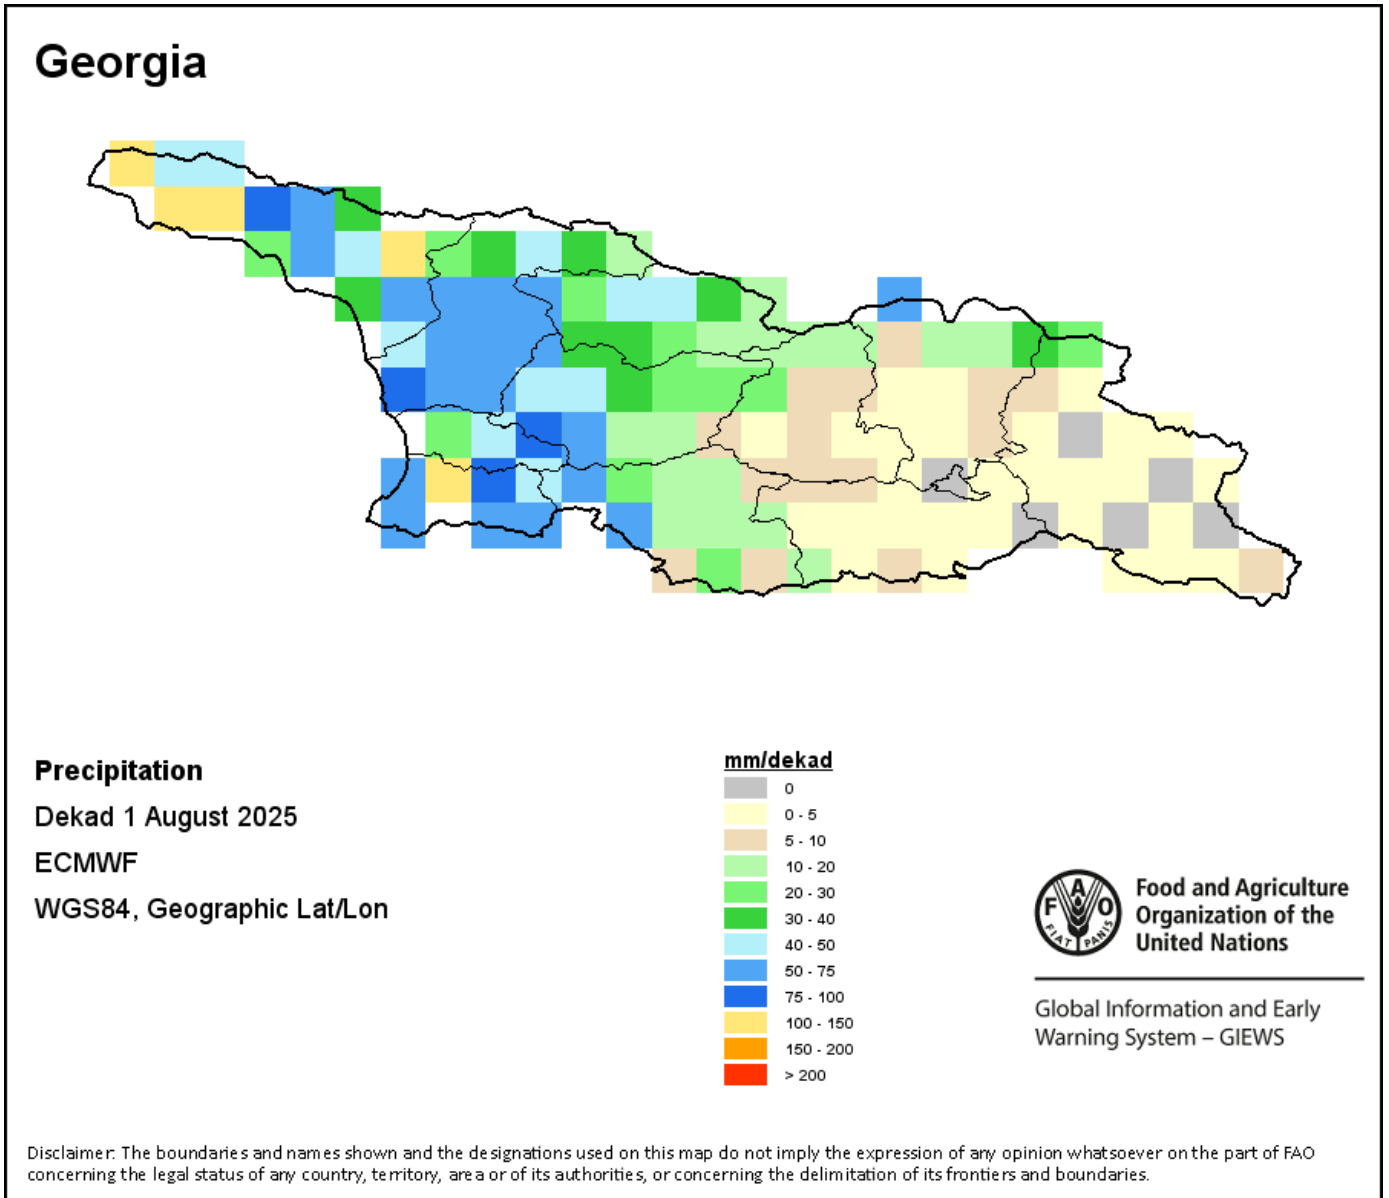 Georgia
Precipitation
Dekad 1 August 2025
ECMWF
WGS84, Geographic Lat/Lon
mm/dekad
0
0 - 5
5 - 10
10 - 20
20 - 30
30 - 40
40 - 50
50 - 75
75 - 100
100 - 150
150 - 200
> 200
F A O
FIAT PANIS
Food and Agriculture
Organization of the
United Nations
Global Information and Early
Warning System – GIEWS
Disclaimer: The boundaries and names shown and the designations used on this map do not imply the expression of any opinion whatsoever on the part of FAO
concerning the legal status of any country, territory, area or of its authorities, or concerning the delimitation of its frontiers and boundaries.